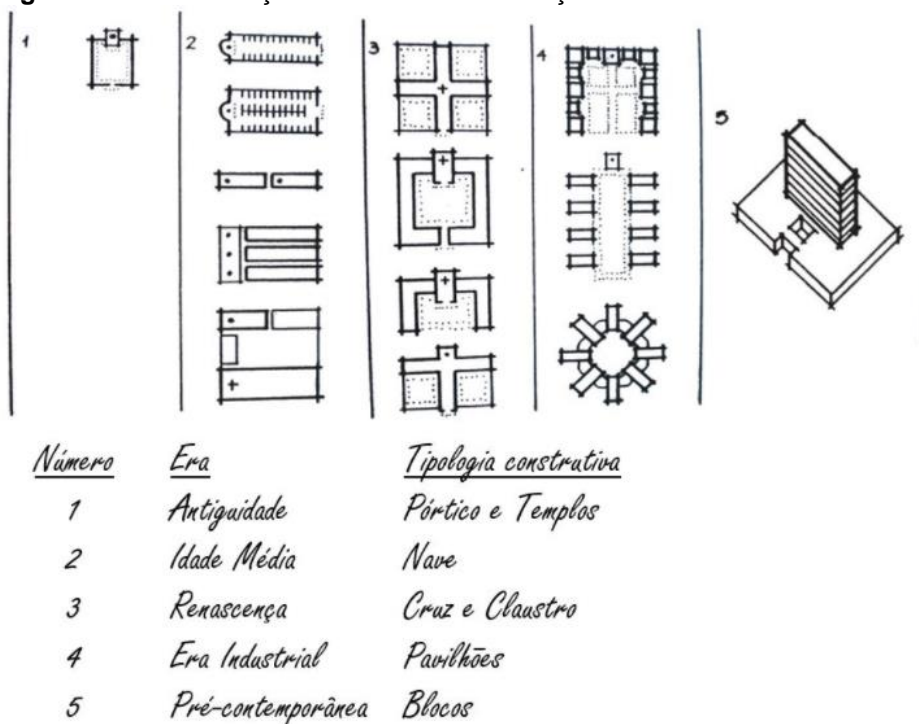 1
2
3
4
5
Número Era Tipologia construtiva
1 Antiguidade Pórtico e Templos
2 Idade Média Nave
3 Renascença Cruz e Claustro
4 Era Industrial Pavilhões
5 Pré-contemporânea Blocos